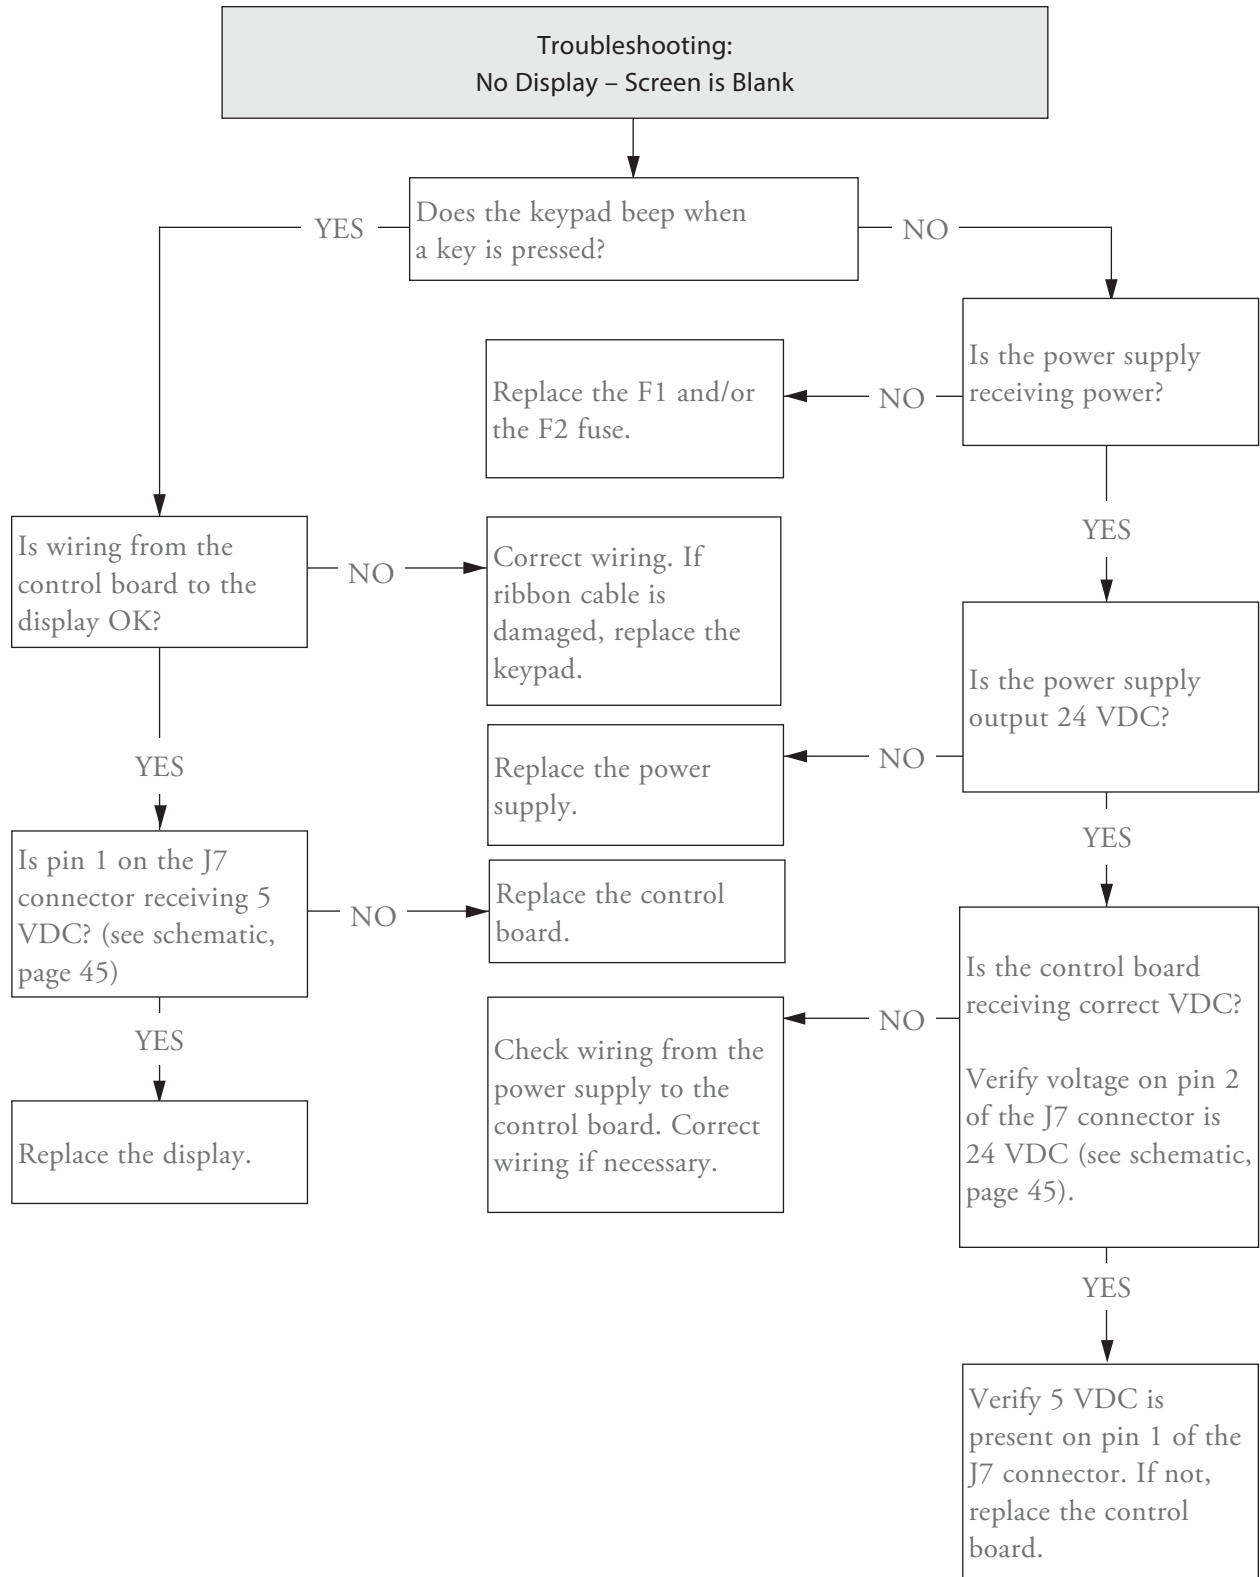 Troubleshooting:
No Display – Screen is Blank
Does the keypad beep when
a key is pressed?
YES
NO
Is the power supply
receiving power?
NO
Replace the F1 and/or
the F2 fuse.
YES
Is wiring from the
control board to the
display OK?
NO
Correct wiring. If
ribbon cable is
damaged, replace the
keypad.
Is the power supply
output 24 VDC?
NO
Replace the power
supply.
YES
YES
Is pin 1 on the J7
connector receiving 5
VDC? (see schematic,
page 45)
NO
Replace the control
board.
Is the control board
receiving correct VDC?
Verify voltage on pin 2
of the J7 connector is
24 VDC (see schematic,
page 45).
NO
Check wiring from the
power supply to the
control board. Correct
wiring if necessary.
YES
Replace the display.
YES
Verify 5 VDC is
present on pin 1 of the
J7 connector. If not,
replace the control
board.